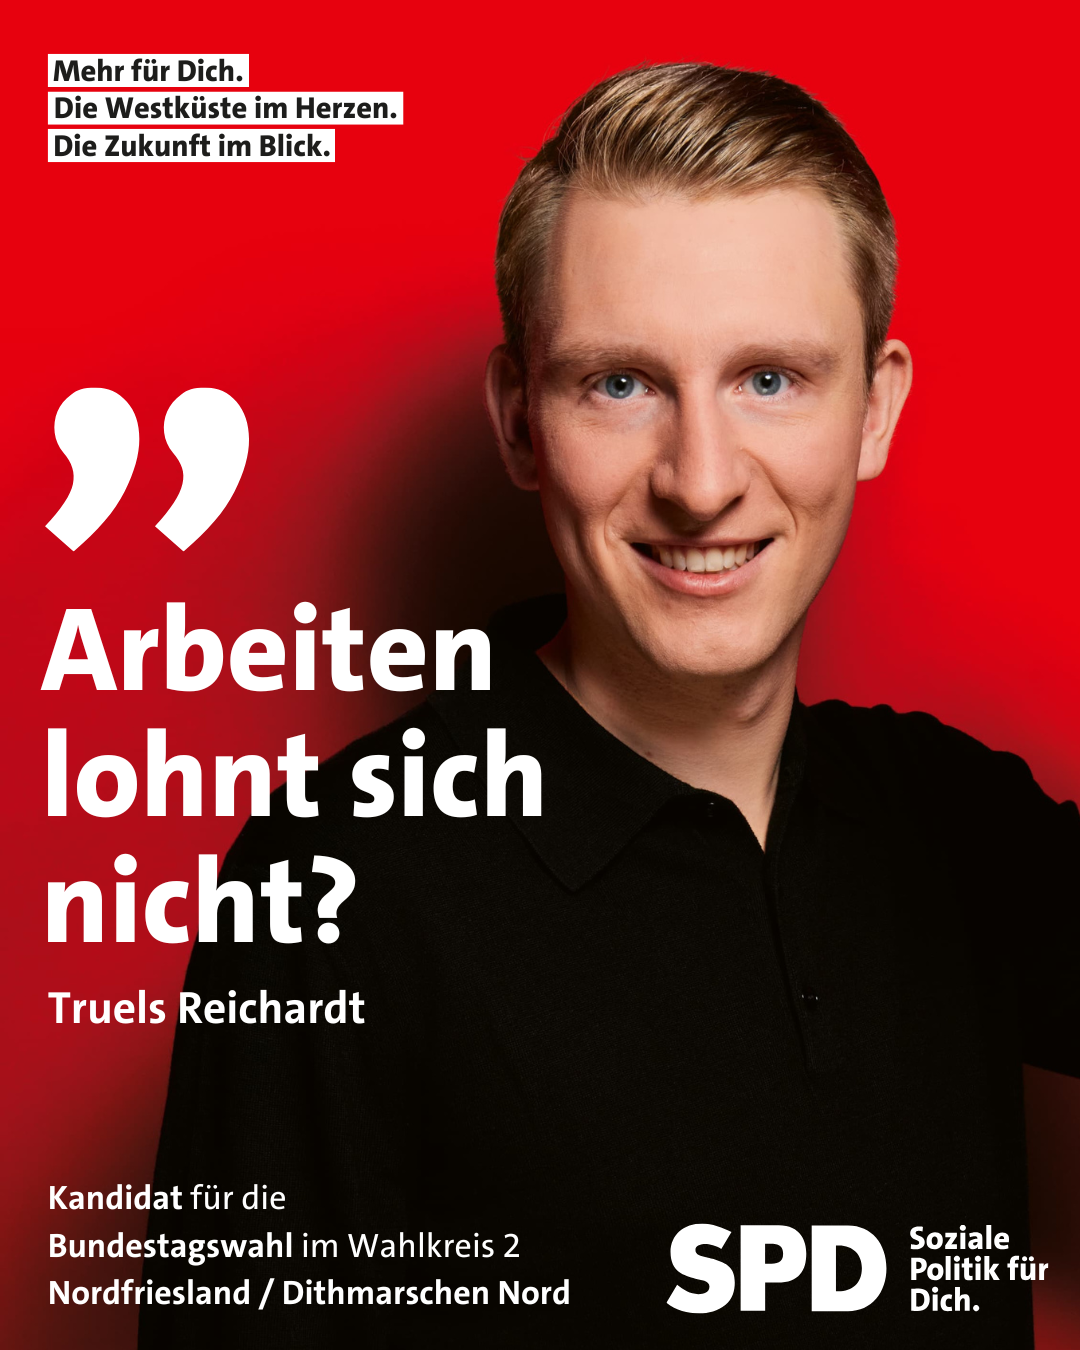 Mehr für Dich.
Die Westküste im Herzen.
Die Zukunft im Blick.
”
Arbeiten
lohnt sich
nicht?
Truels Reichardt
Kandidat für die
Bundestagswahl im Wahlkreis 2
Nordfriesland / Dithmarschen Nord
SPD
Soziale
Politik für
Dich.